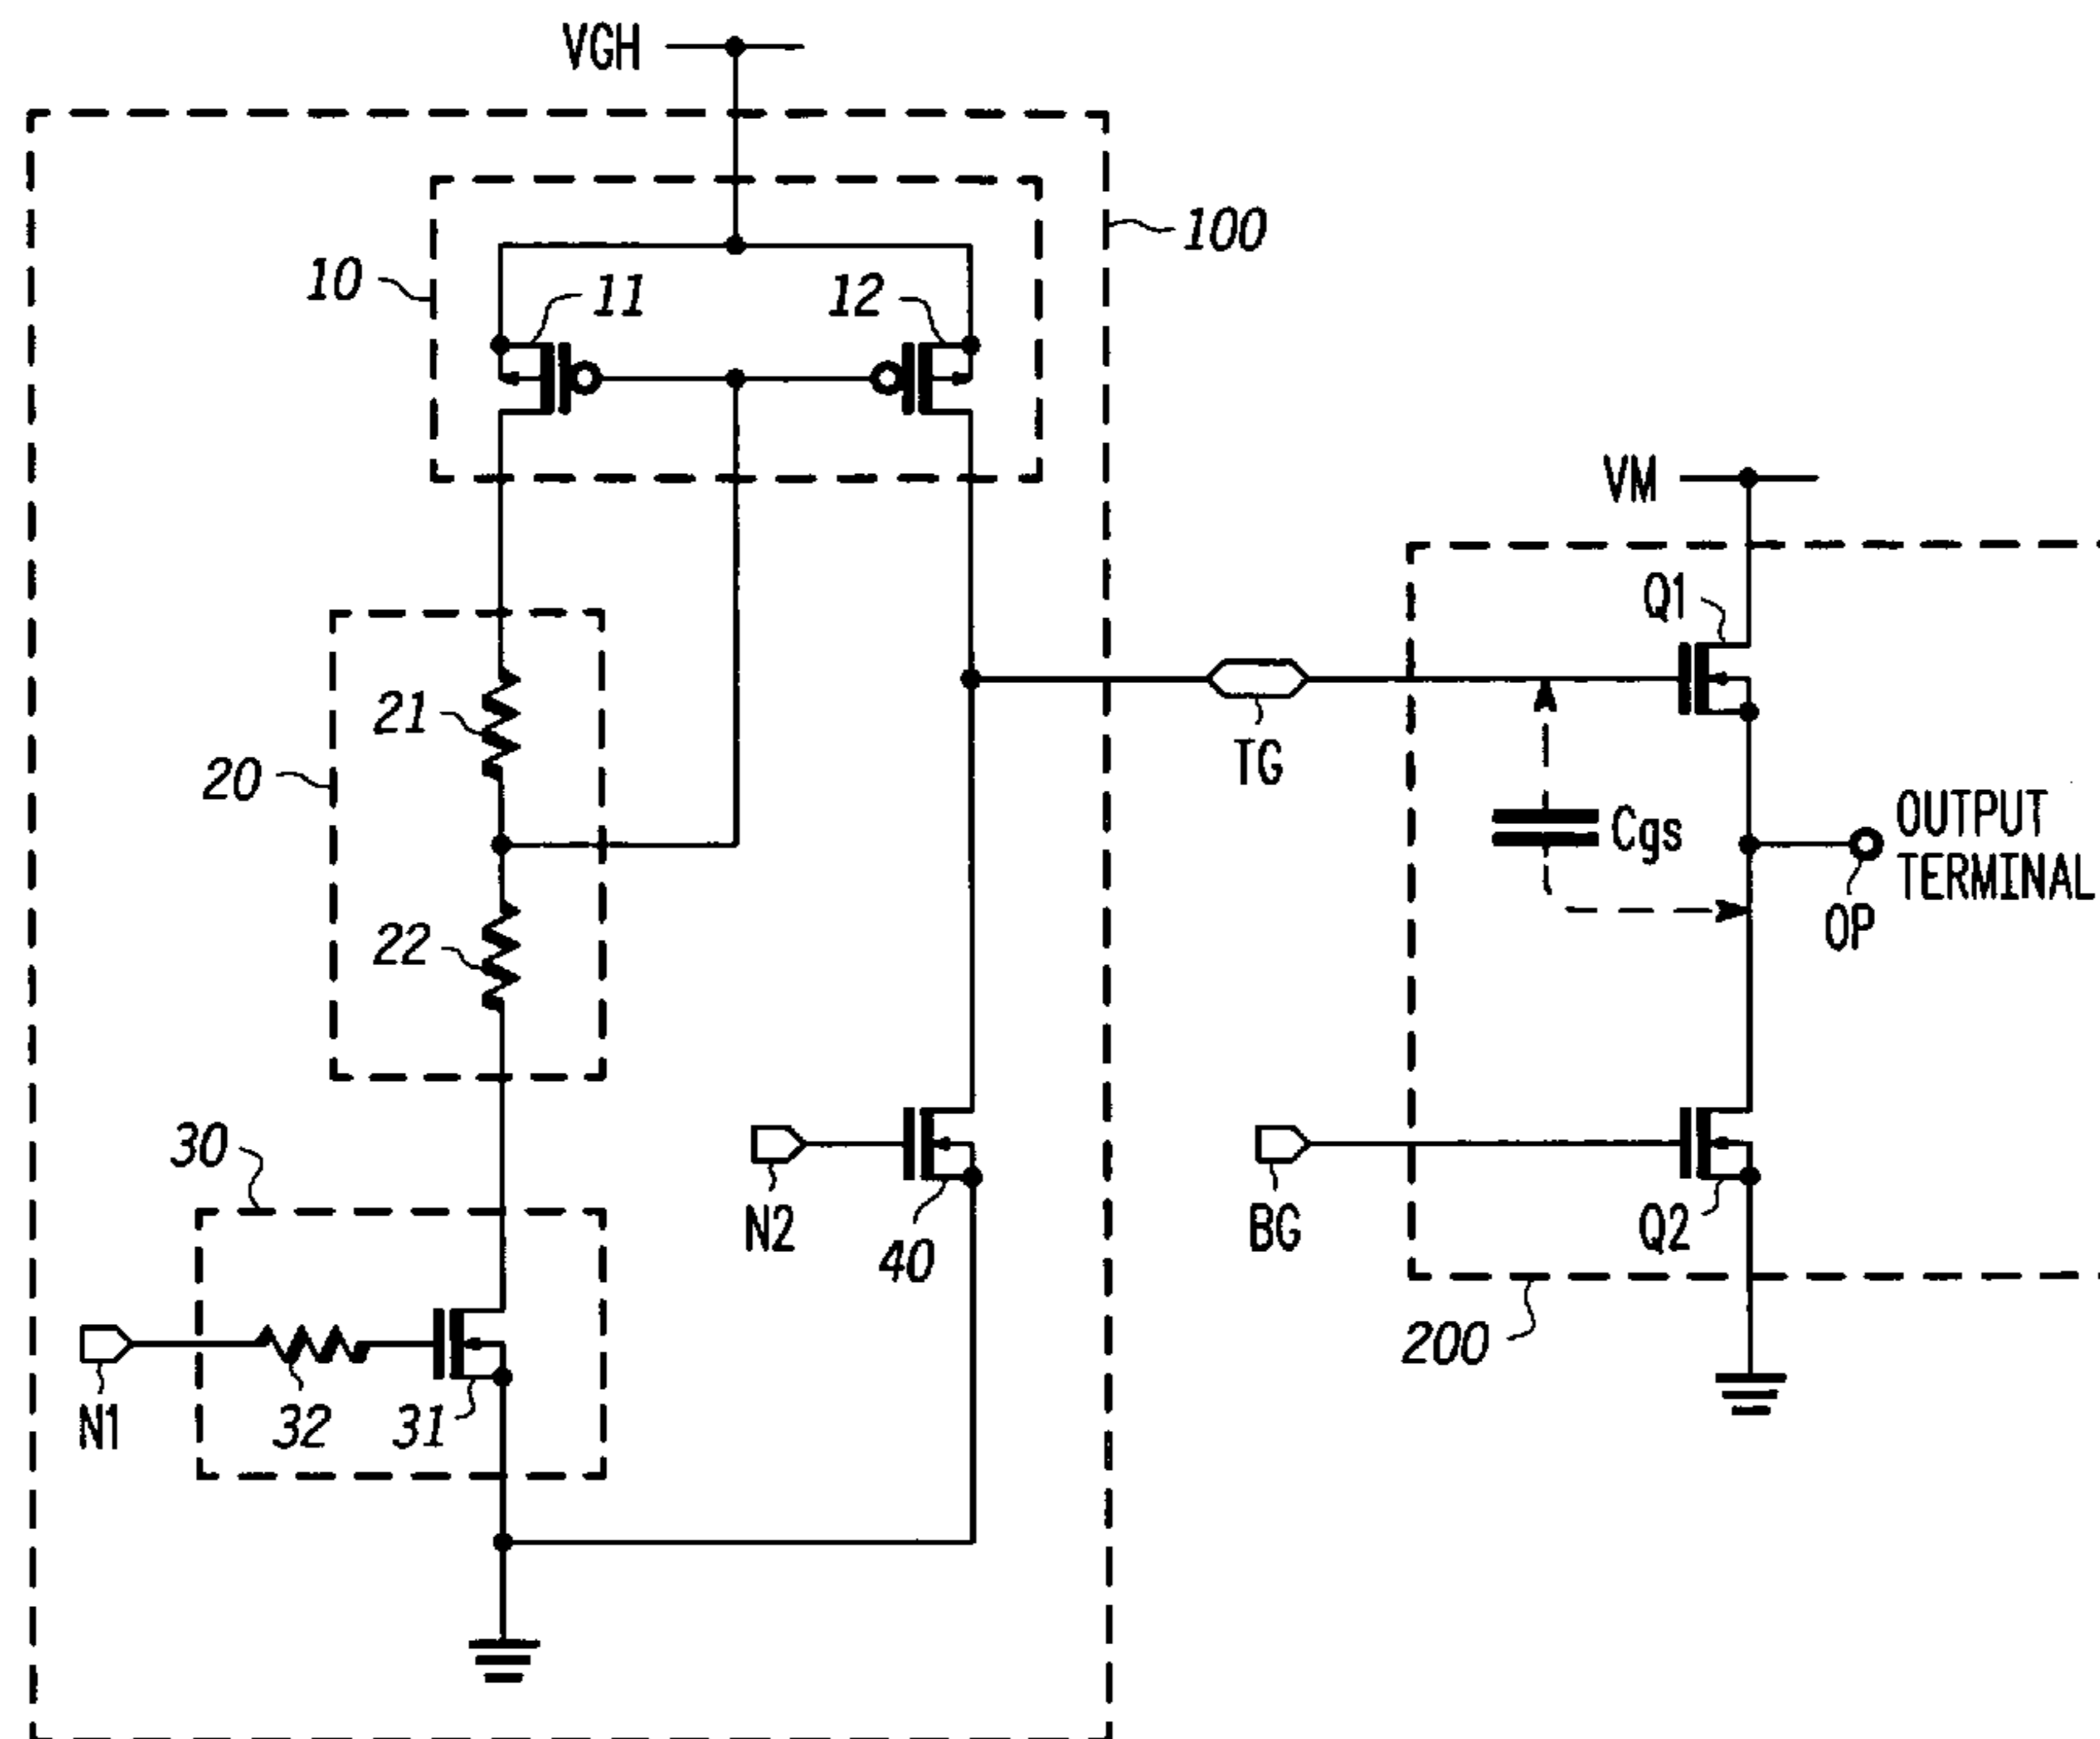 VGH
100
10
11
12
VM
Q1
21
20
TG
Cgs
OUTPUT
TERMINAL
OP
22
30
N2
40
BG
Q2
200
N1
32
31